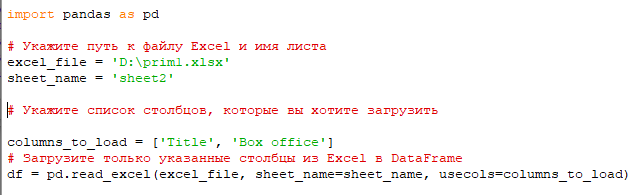 import pandas as pd
# Укажите путь к файлу Excel и имя листа
excel_file = 'D:\prim1.xlsx'
sheet_name = 'sheet2'
# Укажите список столбцов, которые вы хотите загрузить
columns_to_load = ['Title', 'Box office']
# Загрузите только указанные столбцы из Excel в DataFrame
df = pd.read_excel(excel_file, sheet_name=sheet_name, usecols=columns_to_load)